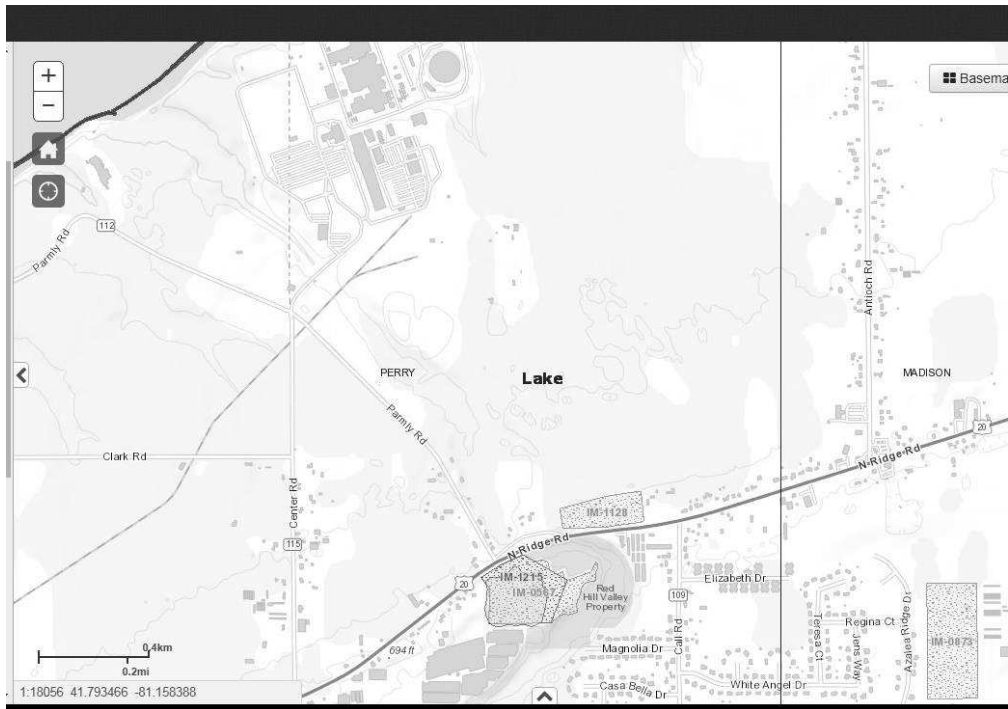 +
−
Basema
112
Parmly Rd
Antioch Rd
PERRY
Lake
MADISON
Parmly Rd
20
Clark Rd
N Ridge Rd
Center Rd
IM-1128
115
N Ridge Rd
20
IM-1215
IM-0567
Red
Hill Valley
Property
Elizabeth Dr
109
Call Rd
Teresa Ct
Regina Ct
Jens Way
Azalea Ridge Dr
IM-0873
0.4km
694 ft
Magnolia Dr
0.2mi
White Angel Dr
Casa Bella Dr
1:18056 41.793466 -81.158388